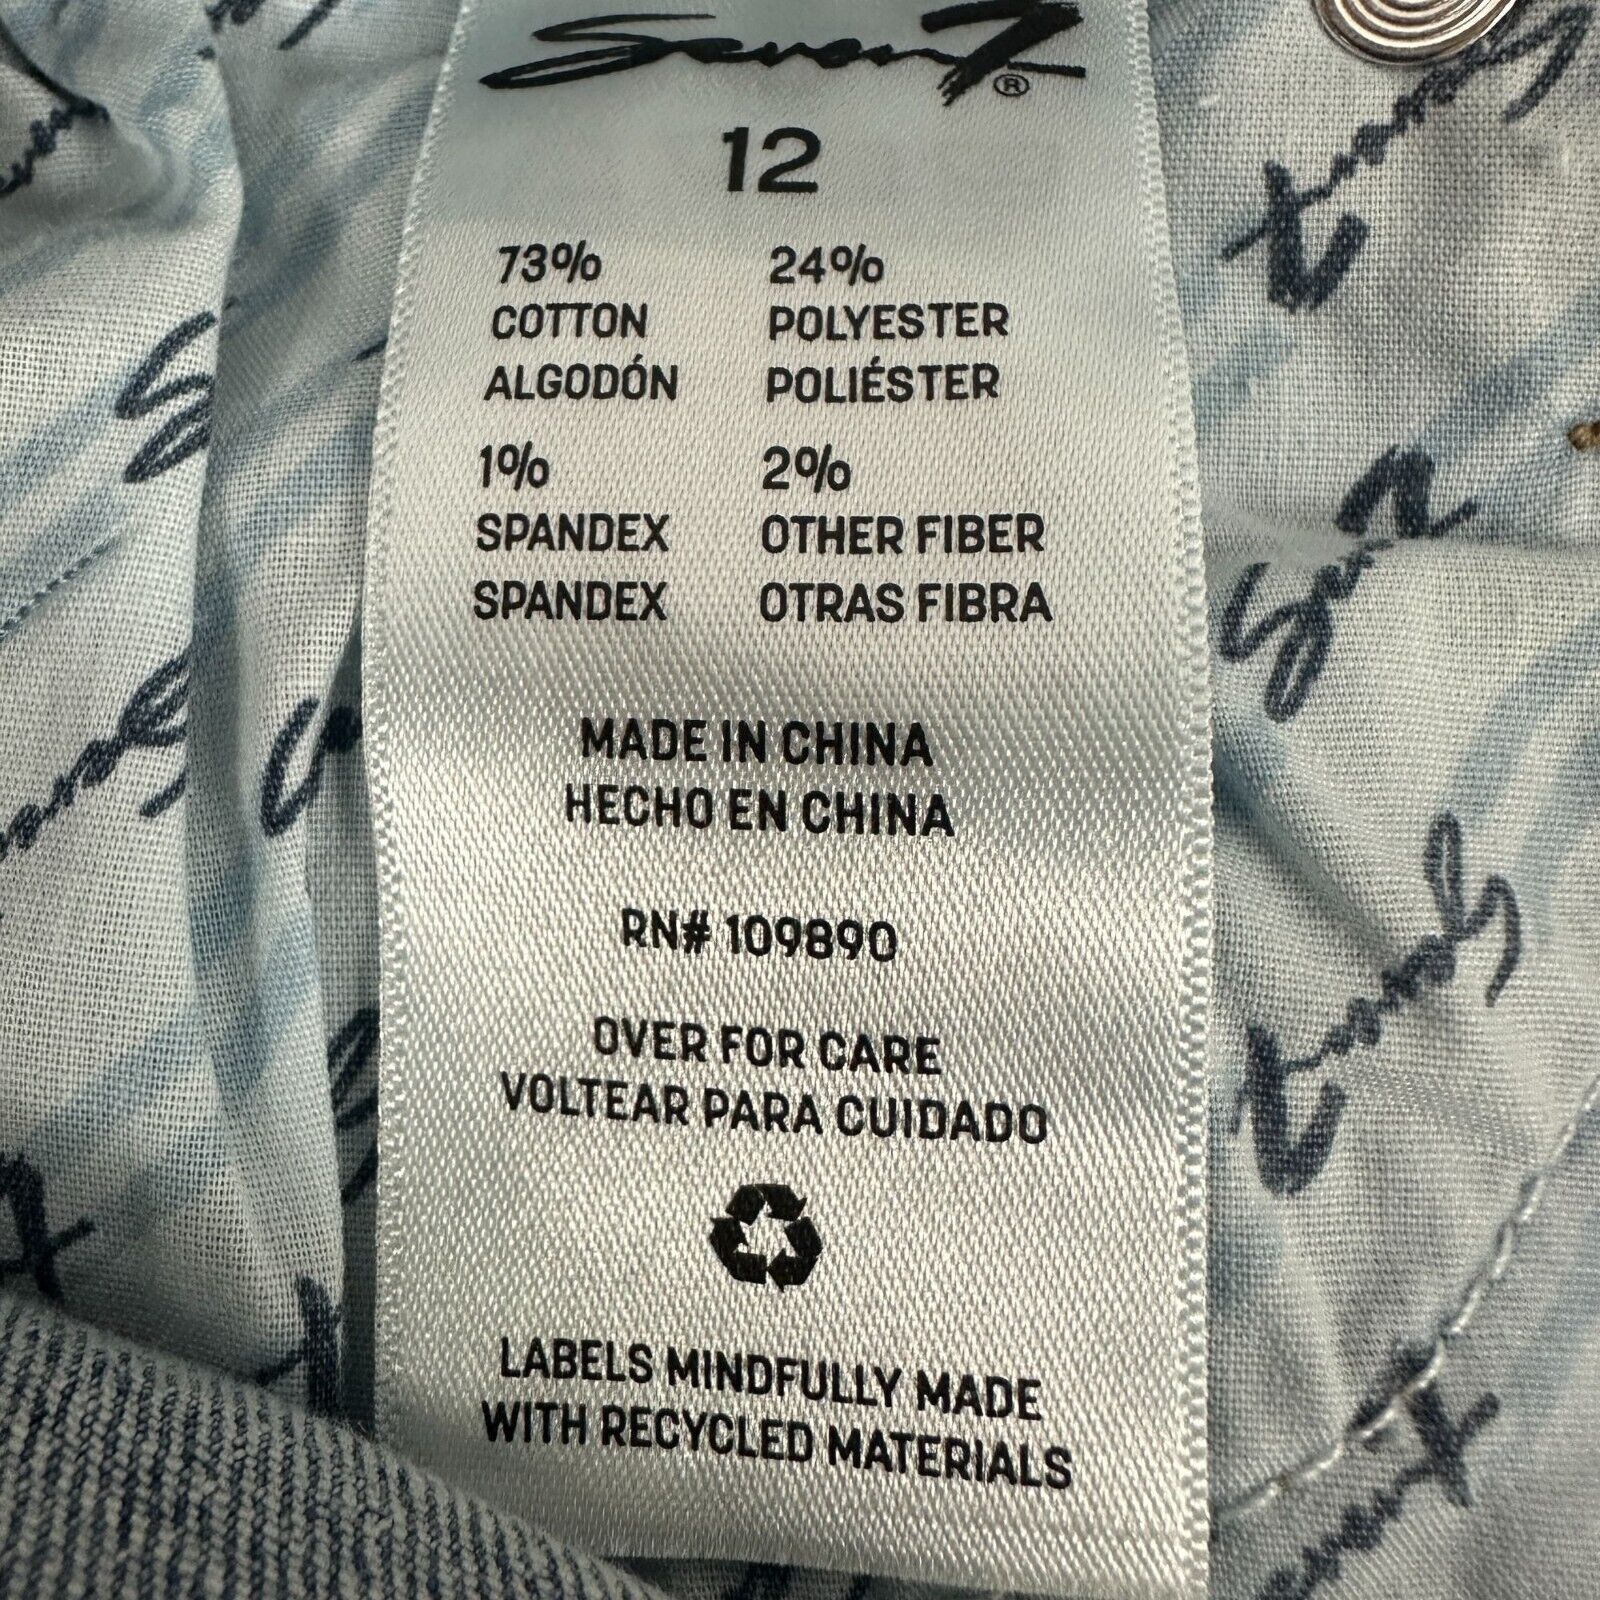 Seven7®
12
73% 24%
COTTON POLYESTER
ALGODÓN POLIÉSTER
1% 2%
SPANDEX OTHER FIBER
SPANDEX OTRAS FIBRA
MADE IN CHINA
HECHO EN CHINA
RN# 109890
OVER FOR CARE
VOLTEAR PARA CUIDADO
LABELS MINDFULLY MADE
WITH RECYCLED MATERIALS